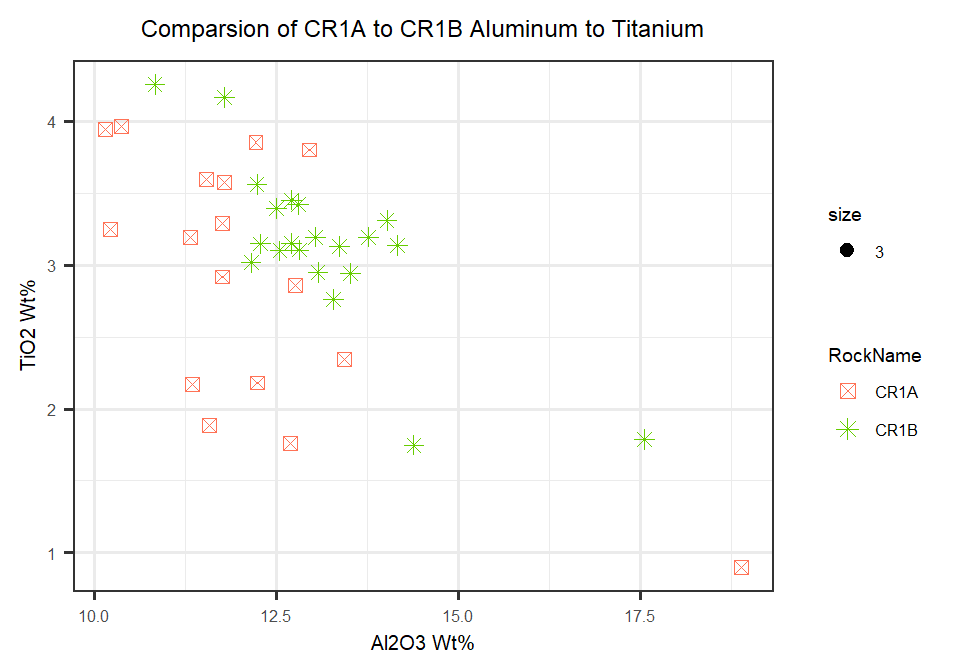 Comparsion of CR1A to CR1B Aluminum to Titanium
4
3
2
1
TiO2 Wt%
10.0 12.5 15.0 17.5
Al2O3 Wt%
size
3
RockName
CR1A
CR1B